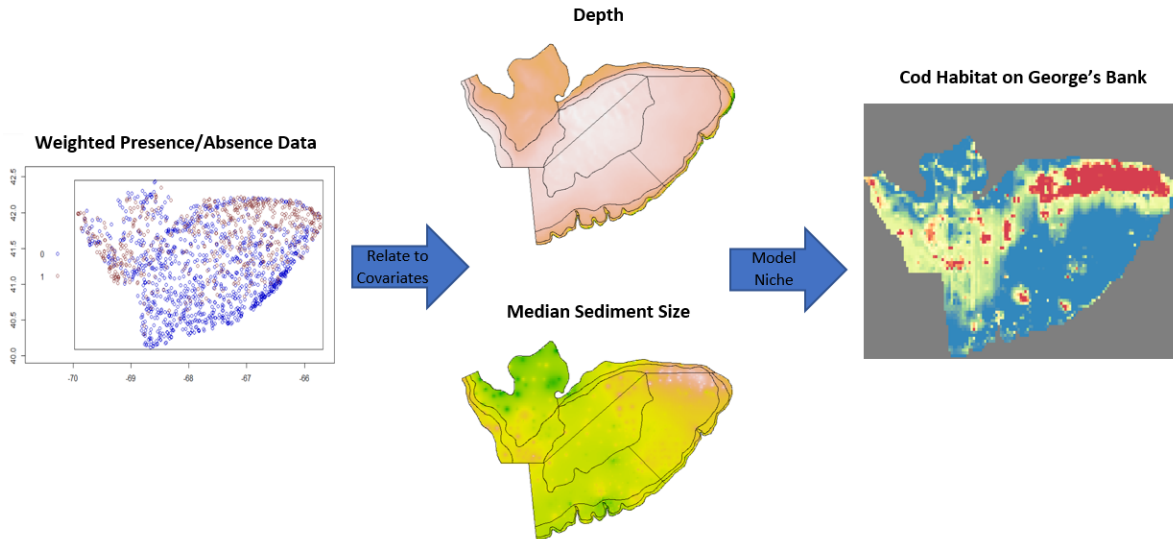 Depth
Cod Habitat on George's Bank
Weighted Presence/Absence Data
42.5
42.0
41.5
41.0
40.5
40.0
0
1
-70
-69
-68
-67
-66
Relate to
Covariates
Model
Niche
Median Sediment Size